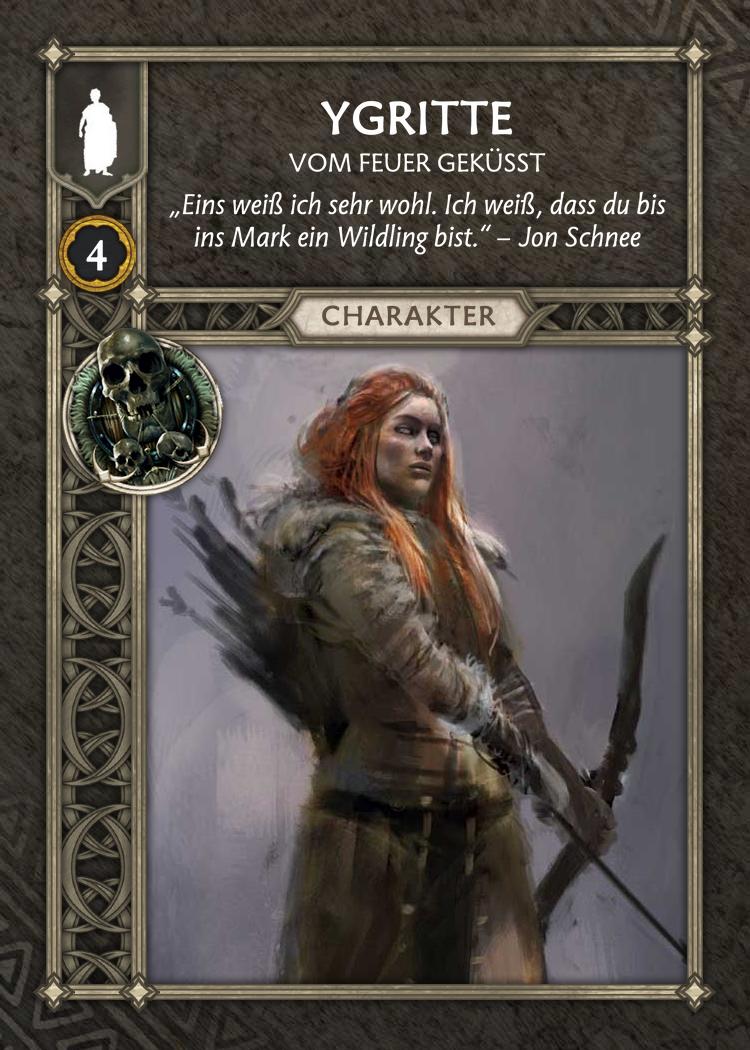 YGRITTE
VOM FEUER GEKÜSST
„Eins weiß ich sehr wohl. Ich weiß, dass du bis
ins Mark ein Wildling bist.“ – Jon Schnee
4
CHARAKTER